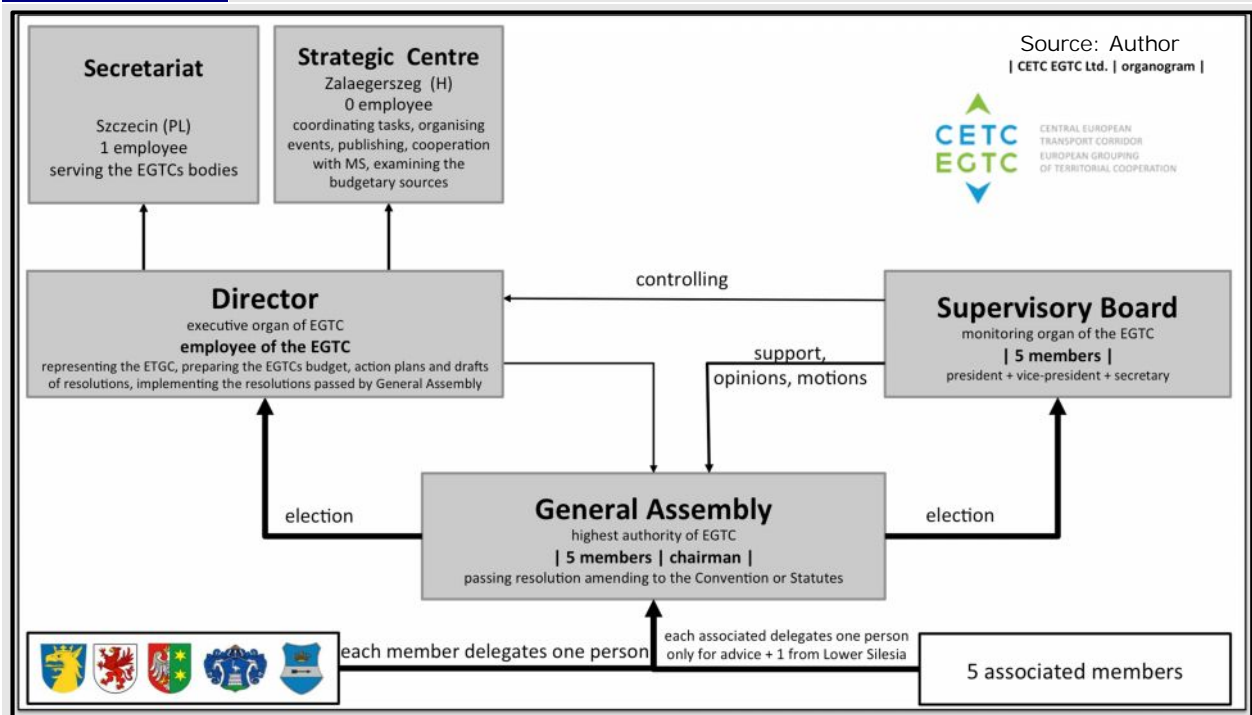 Secretariat
Szczecin (PL)
1 employee
serving the EGTCs bodies
Strategic Centre
Zalaegerszeg (H)
0 employee
coordinating tasks, organising
events, publishing, cooperation
with MS, examining the
budgetary sources
Source: Author
| CETC EGTC Ltd. | organogram |
CETC
EGTC
CENTRAL EUROPEAN
TRANSPORT CORRIDOR
EUROPEAN GROUPING
OF TERRITORIAL COOPERATION
Director
executive organ of EGTC
employee of the EGTC
representing the ETGC, preparing the EGTCs budget, action plans and drafts
of resolutions, implementing the resolutions passed by General Assembly
controlling
support,
opinions, motions
Supervisory Board
monitoring organ of the EGTC
| 5 members |
president + vice-president + secretary
election
General Assembly
highest authority of EGTC
| 5 members | chairman |
passing resolution amending to the Convention or Statutes
election
each member delegates one person
each associated delegates one person
only for advice + 1 from Lower Silesia
5 associated members